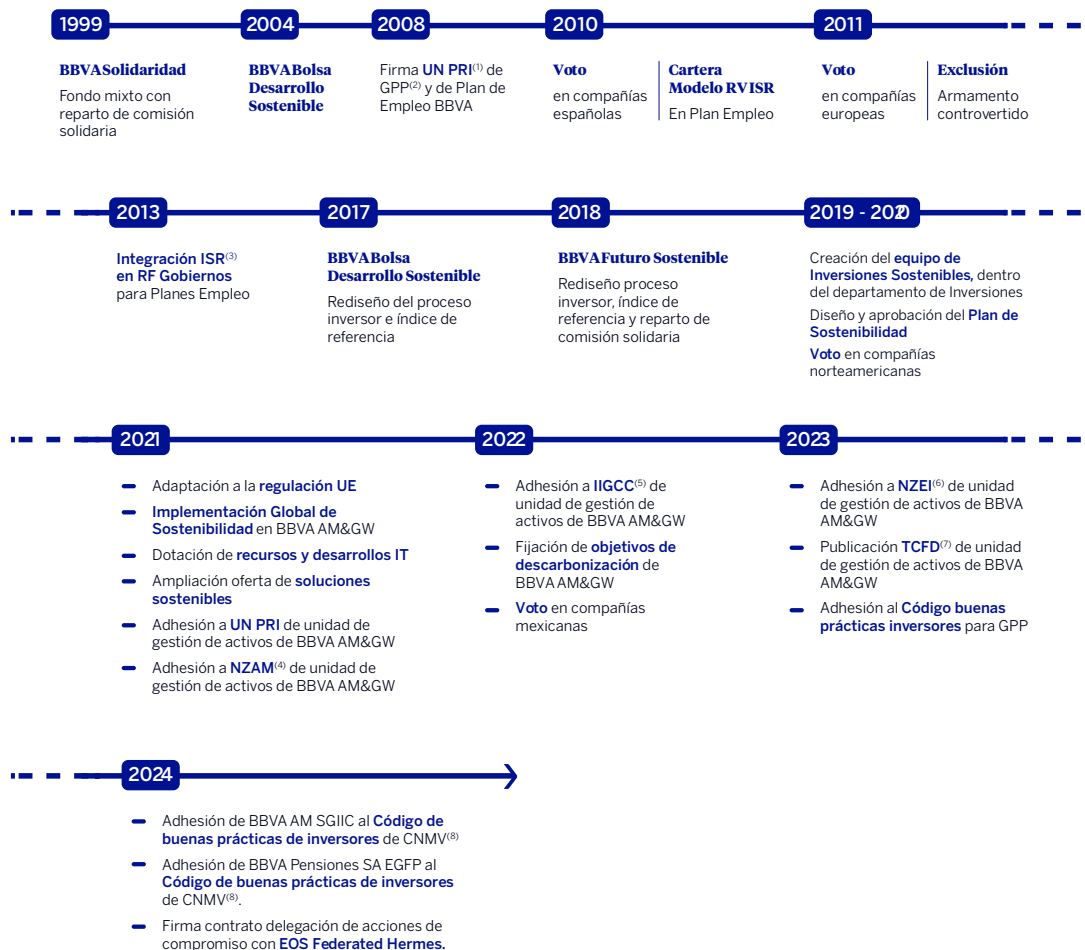 1999
2004
2008
2010
2011
BBVA Solidaridad
Fondo mixto con
reparto de comisión
solidaria
BBVA Bolsa
Desarrollo
Sostenible
Firma UN PRI(1) de
GPP(2) y de Plan de
Empleo BBVA
Voto
en compañías
españolas
Cartera
Modelo RV ISR
En Plan Empleo
Voto
en compañías
europeas
Exclusión
Armamento
controvertido
2013
2017
2018
2019 - 2020
Integración ISR(3)
en RF Gobiernos
para Planes Empleo
BBVA Bolsa
Desarrollo Sostenible
Rediseño del proceso
inversor e índice de
referencia
BBVA Futuro Sostenible
Rediseño proceso
inversor, índice de
referencia y reparto de
comisión solidaria
Creación del equipo de
Inversiones Sostenibles, dentro
del departamento de Inversiones
Diseño y aprobación del Plan de
Sostenibilidad
Voto en compañías
norteamericanas
2021
2022
2023
Adaptación a la regulación UE
Implementación Global de
Sostenibilidad en BBVA AM&GW
Dotación de recursos y desarrollos IT
Ampliación oferta de soluciones
sostenibles
Adhesión a UN PRI de unidad de
gestión de activos de BBVA AM&GW
Adhesión a NZAM(4) de unidad de
gestión de activos de BBVA AM&GW
Adhesión a IIGCC(5) de
unidad de gestión de
activos de BBVA AM&GW
Fijación de objetivos de
descarbonización de
BBVA AM&GW
Voto en compañías
mexicanas
Adhesión a NZEI(6) de unidad
de gestión de activos de BBVA
AM&GW
Publicación TCFD(7) de unidad
de gestión de activos de BBVA
AM&GW
Adhesión al Código buenas
prácticas inversores para GPP
2024
Adhesión de BBVA AM SGIIC al Código de
buenas prácticas de inversores de CNMV(8)
Adhesión de BBVA Pensiones SA EGFP al
Código de buenas prácticas de inversores
de CNMV(8).
Firma contrato delegación de acciones de
compromiso con EOS Federated Hermes.